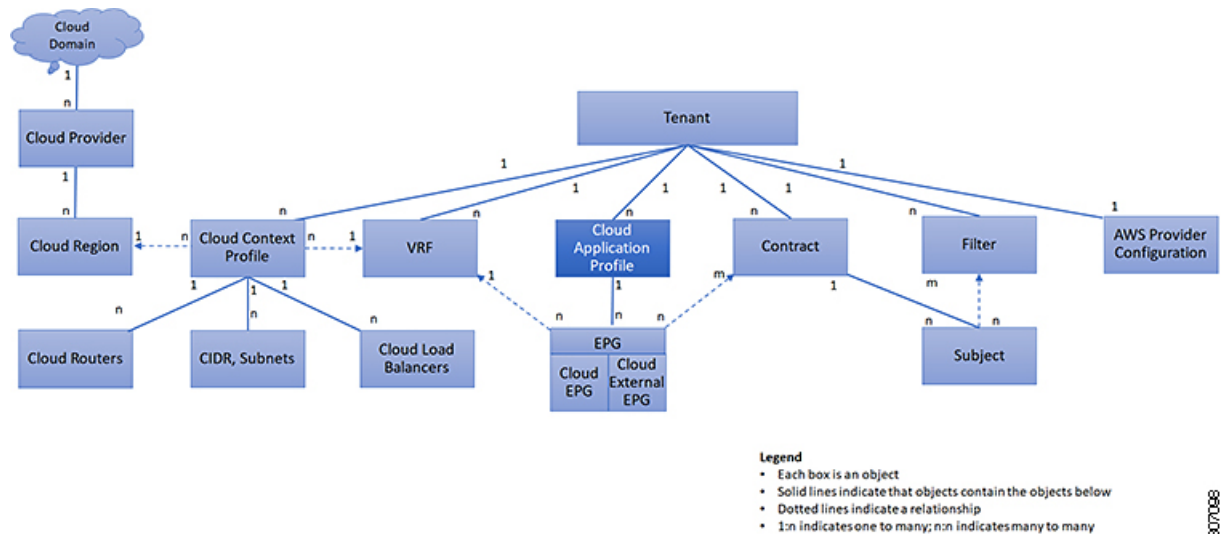 Cloud
Domain
1
n
Cloud Provider
Tenant
1
n
1
1
1
1
1
1
n
n
n
n
n
1
Cloud Region
1
n
Cloud Context
Profile
n
1
VRF
Cloud
Application
Profile
Contract
Filter
AWS Provider
Configuration
1
1
1
1
1
m
1
m
n
n
n
n
n
n
n
n
Cloud Routers
CIDR, Subnets
Cloud Load
Balancers
EPG
Cloud
EPG
Cloud
External
EPG
Subject
Legend
• Each box is an object
• Solid lines indicate that objects contain the objects below
• Dotted lines indicate a relationship
• 1:n indicates one to many; n:n indicates many to many
307098